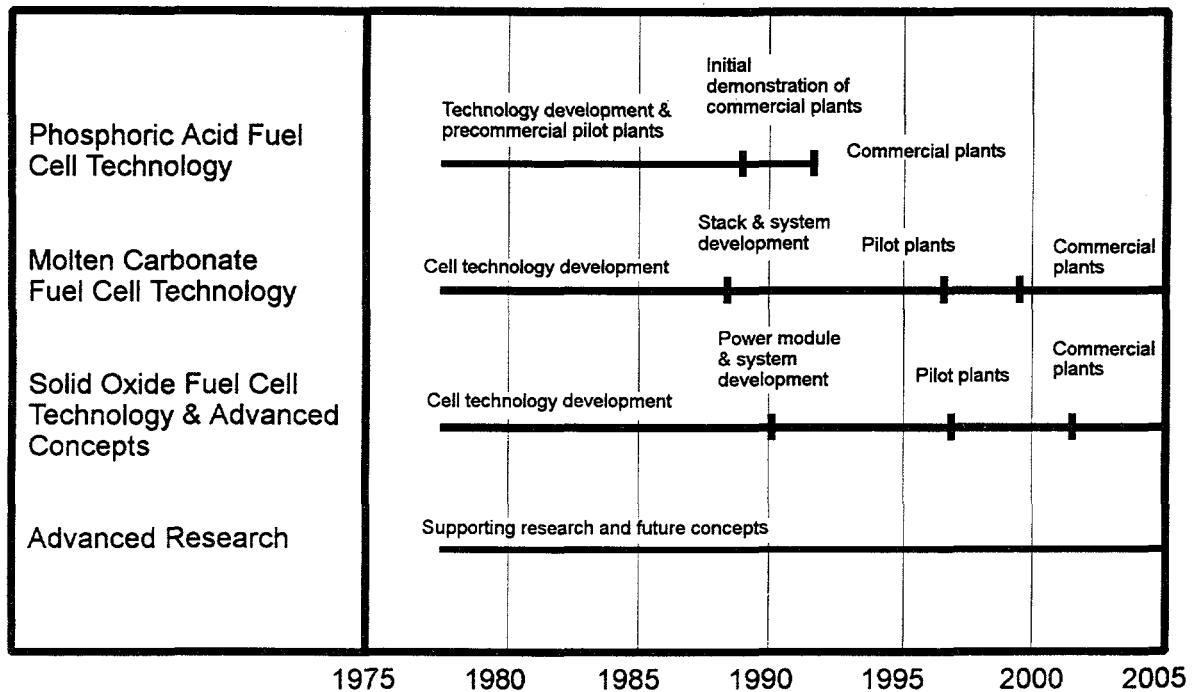 Initial
demonstration of
commercial plants
Technology development &
precommercial pilot plants
Phosphoric Acid Fuel
Cell Technology
Commercial plants
Stack & system
development
Pilot plants
Commercial
plants
Molten Carbonate
Fuel Cell Technology
Cell technology development
Power module
& system
development
Pilot plants
Commercial
plants
Solid Oxide Fuel Cell
Technology & Advanced
Concepts
Cell technology development
Advanced Research
Supporting research and future concepts
1975 1980 1985 1990 1995 2000 2005